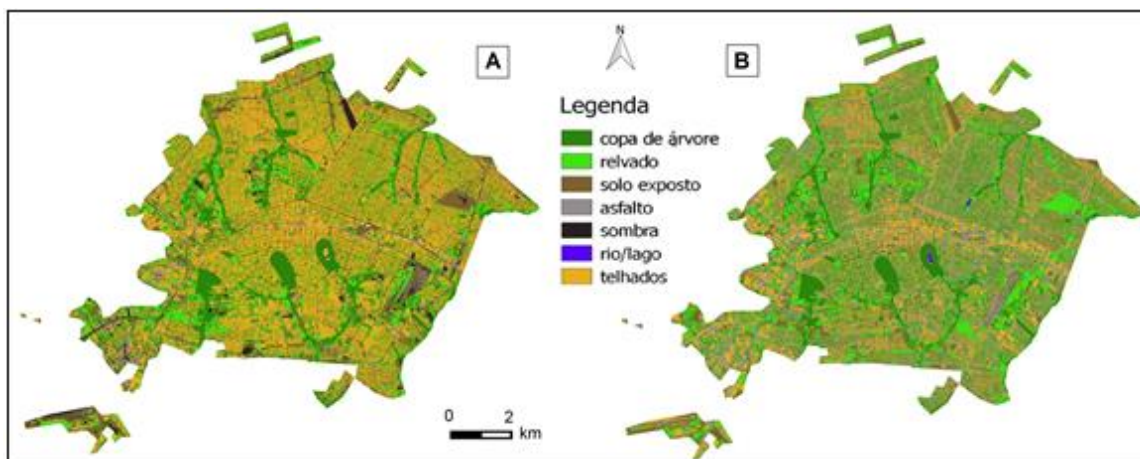 A
N
B
Legenda
copa de árvore
relvado
solo exposto
asfalto
sombra
rio/lago
telhados
0 2
km